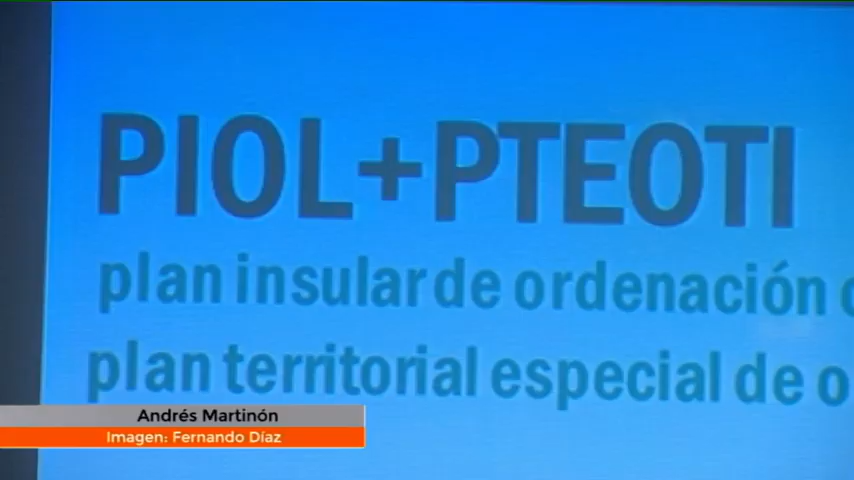 PIOL+PTEOTI
plan insular de ordenación
plan territorial especial de
Andrés Martinón
Imagen: Fernando Díaz